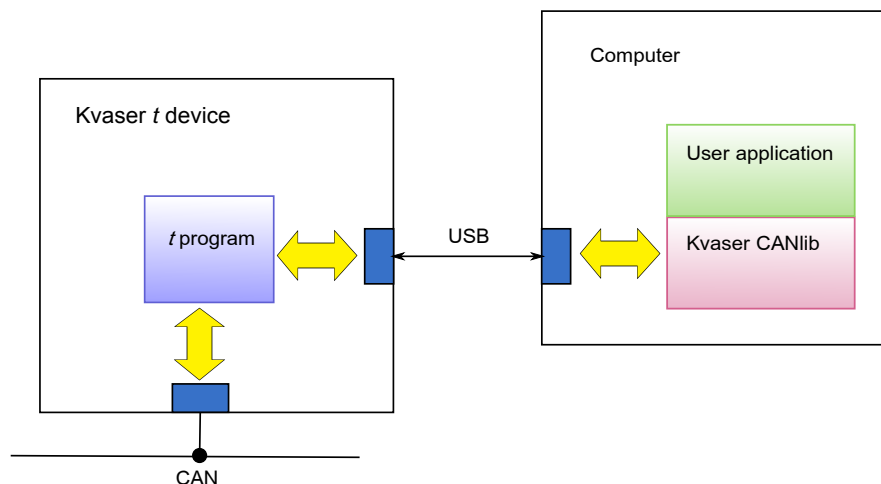 Kvaser t device
t program
CAN
USB
Computer
User application
Kvaser CANlib